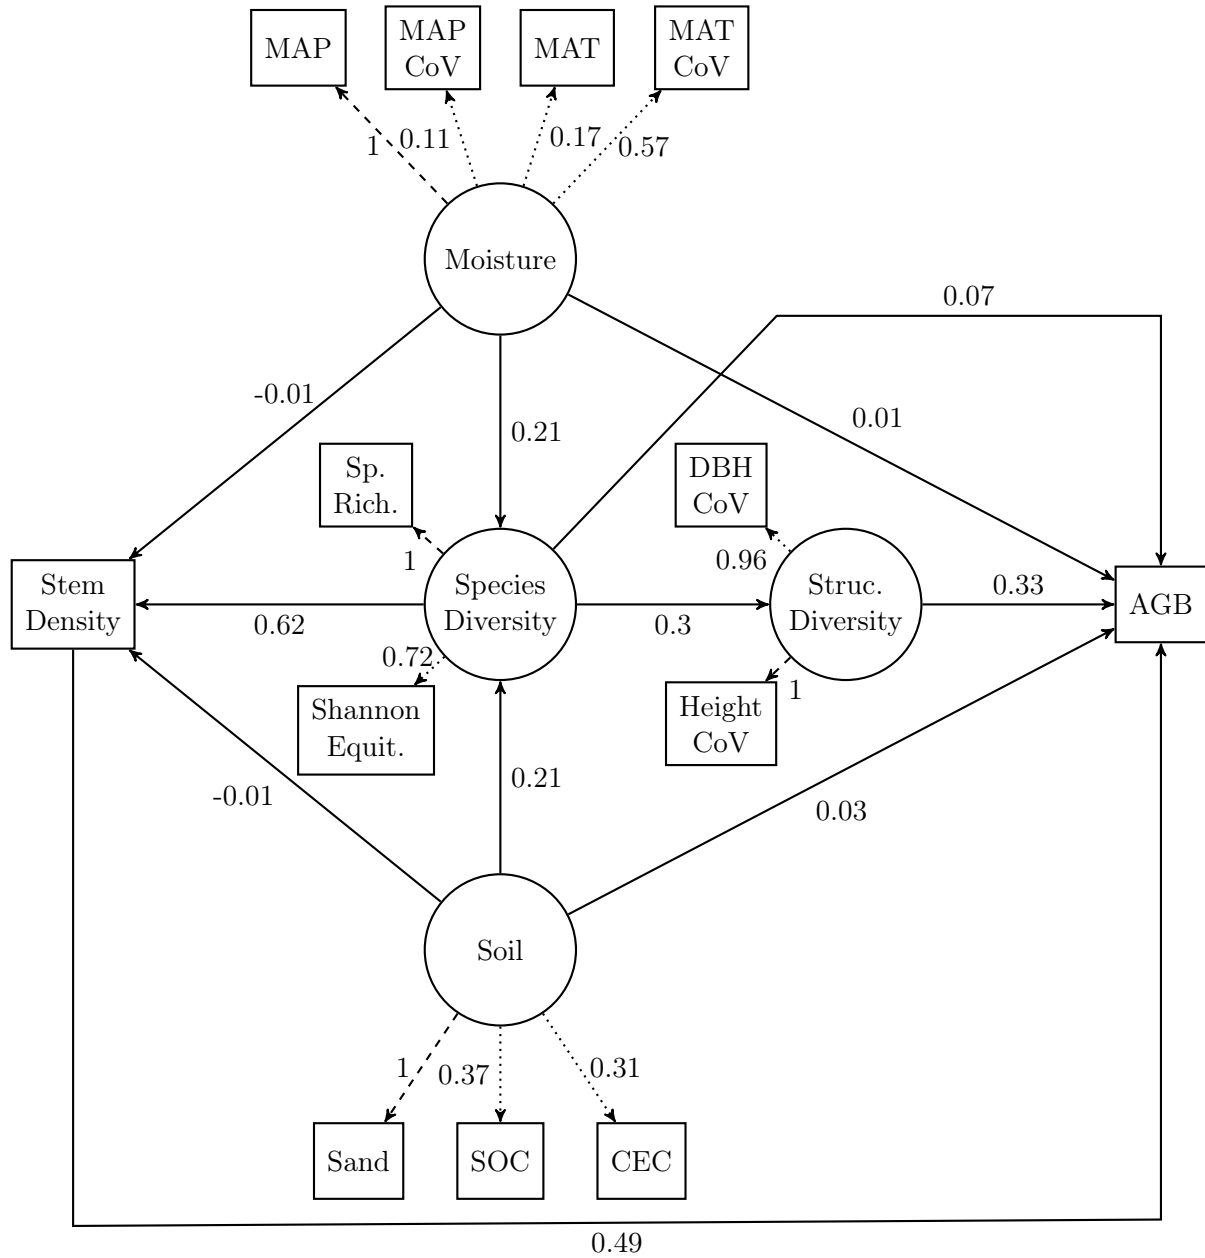 MAP
MAP
CoV
MAT
MAT
CoV
1
0.11
0.17
0.57
Moisture
0.07
-0.01
0.01
0.21
Sp.
Rich.
DBH
CoV
1
0.96
Stem
Density
Species
Diversity
Struc.
Diversity
AGB
0.33
0.62
0.3
0.72
Shannon
Equit.
Height
CoV
1
0.21
-0.01
0.03
Soil
1
0.37
0.31
Sand
SOC
CEC
0.49